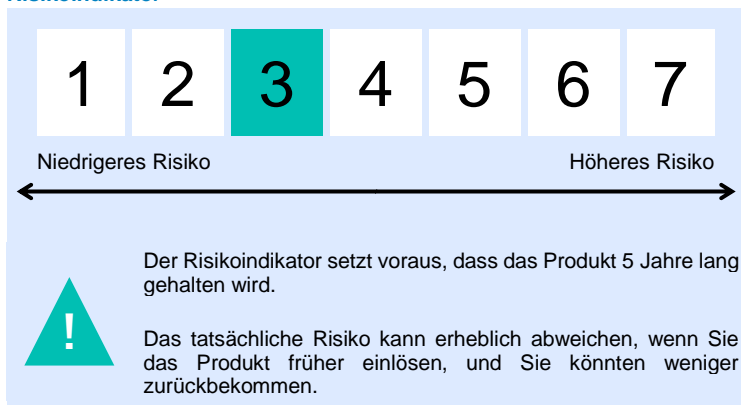 Risikoindikator
1 2 3 4 5 6 7
Niedrigeres Risiko Höheres Risiko
!
Der Risikoindikator setzt voraus, dass das Produkt 5 Jahre lang
gehalten wird.
Das tatsächliche Risiko kann erheblich abweichen, wenn Sie
das Produkt früher einlösen, und Sie könnten weniger
zurückbekommen.